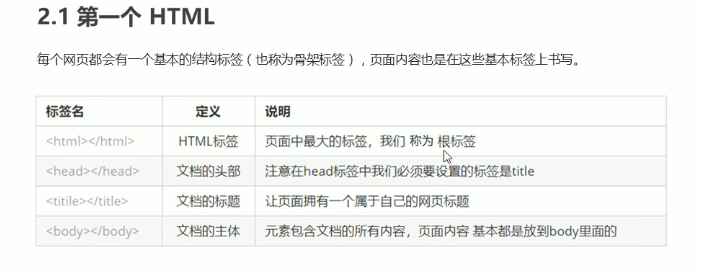 2.1 第一个 HTML
每个网页都会有一个基本的结构标签（也称为骨架标签），页面内容也是在这些基本标签上书写。
标签名 定义 说明
<html></html> HTML标签 页面中最大的标签，我们 称为 根标签
<head></head> 文档的头部 注意在head标签中我们必须要设置的标签是title
<titile></title> 文档的标题 让页面拥有一个属于自己的网页标题
<body></body> 文档的主体 元素包含文档的所有内容，页面内容 基本都是放到body里面的